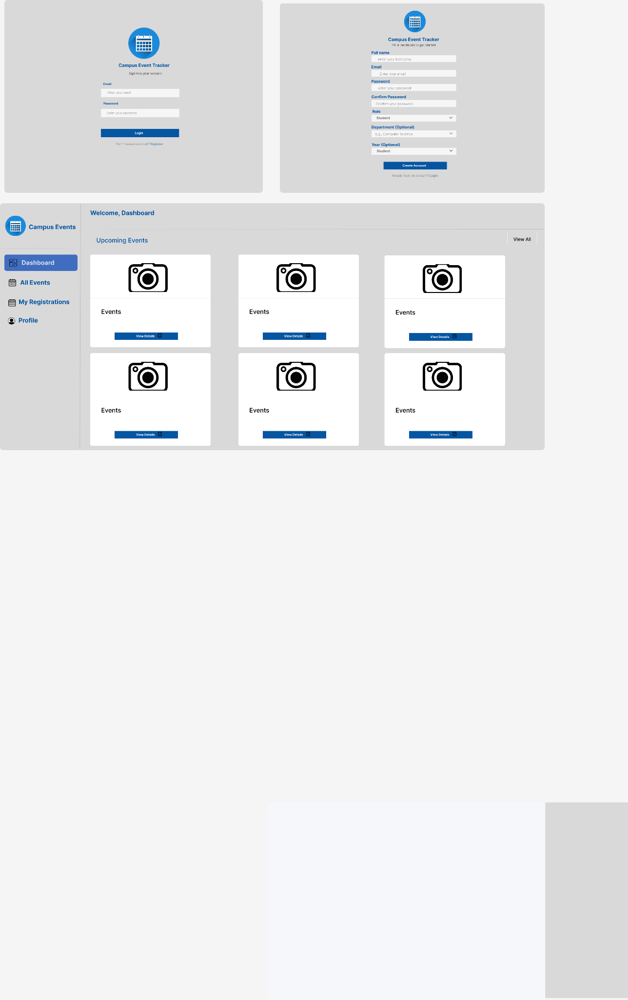 Campus Event Tracker
Sign in to your account
Email
Enter your email
Password
Enter your password
Login
Don't have an account? Register
Campus Event Tracker
Fill in the details to get started
Full name
Enter your fulll name
Email
Enter your email
Password
Enter your password
Confirm Password
Confirm your password
Role
Student
Department (Optional)
e.g., Computer Science
Year (Optional)
Student
Create Account
Already have an account? Login
Campus Events
Dashboard
All Events
My Registrations
Profile
Welcome, Dashboard
Upcoming Events
View All
Events
View Details
Events
View Details
Events
View Details
Events
View Details
Events
View Details
Events
View Details